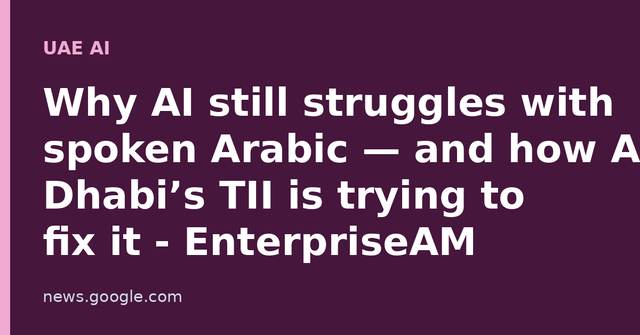 UAE AI
Why AI still struggles with
spoken Arabic — and how
Dhabi’s TII is trying to
fix it - EnterpriseAM
news.google.com